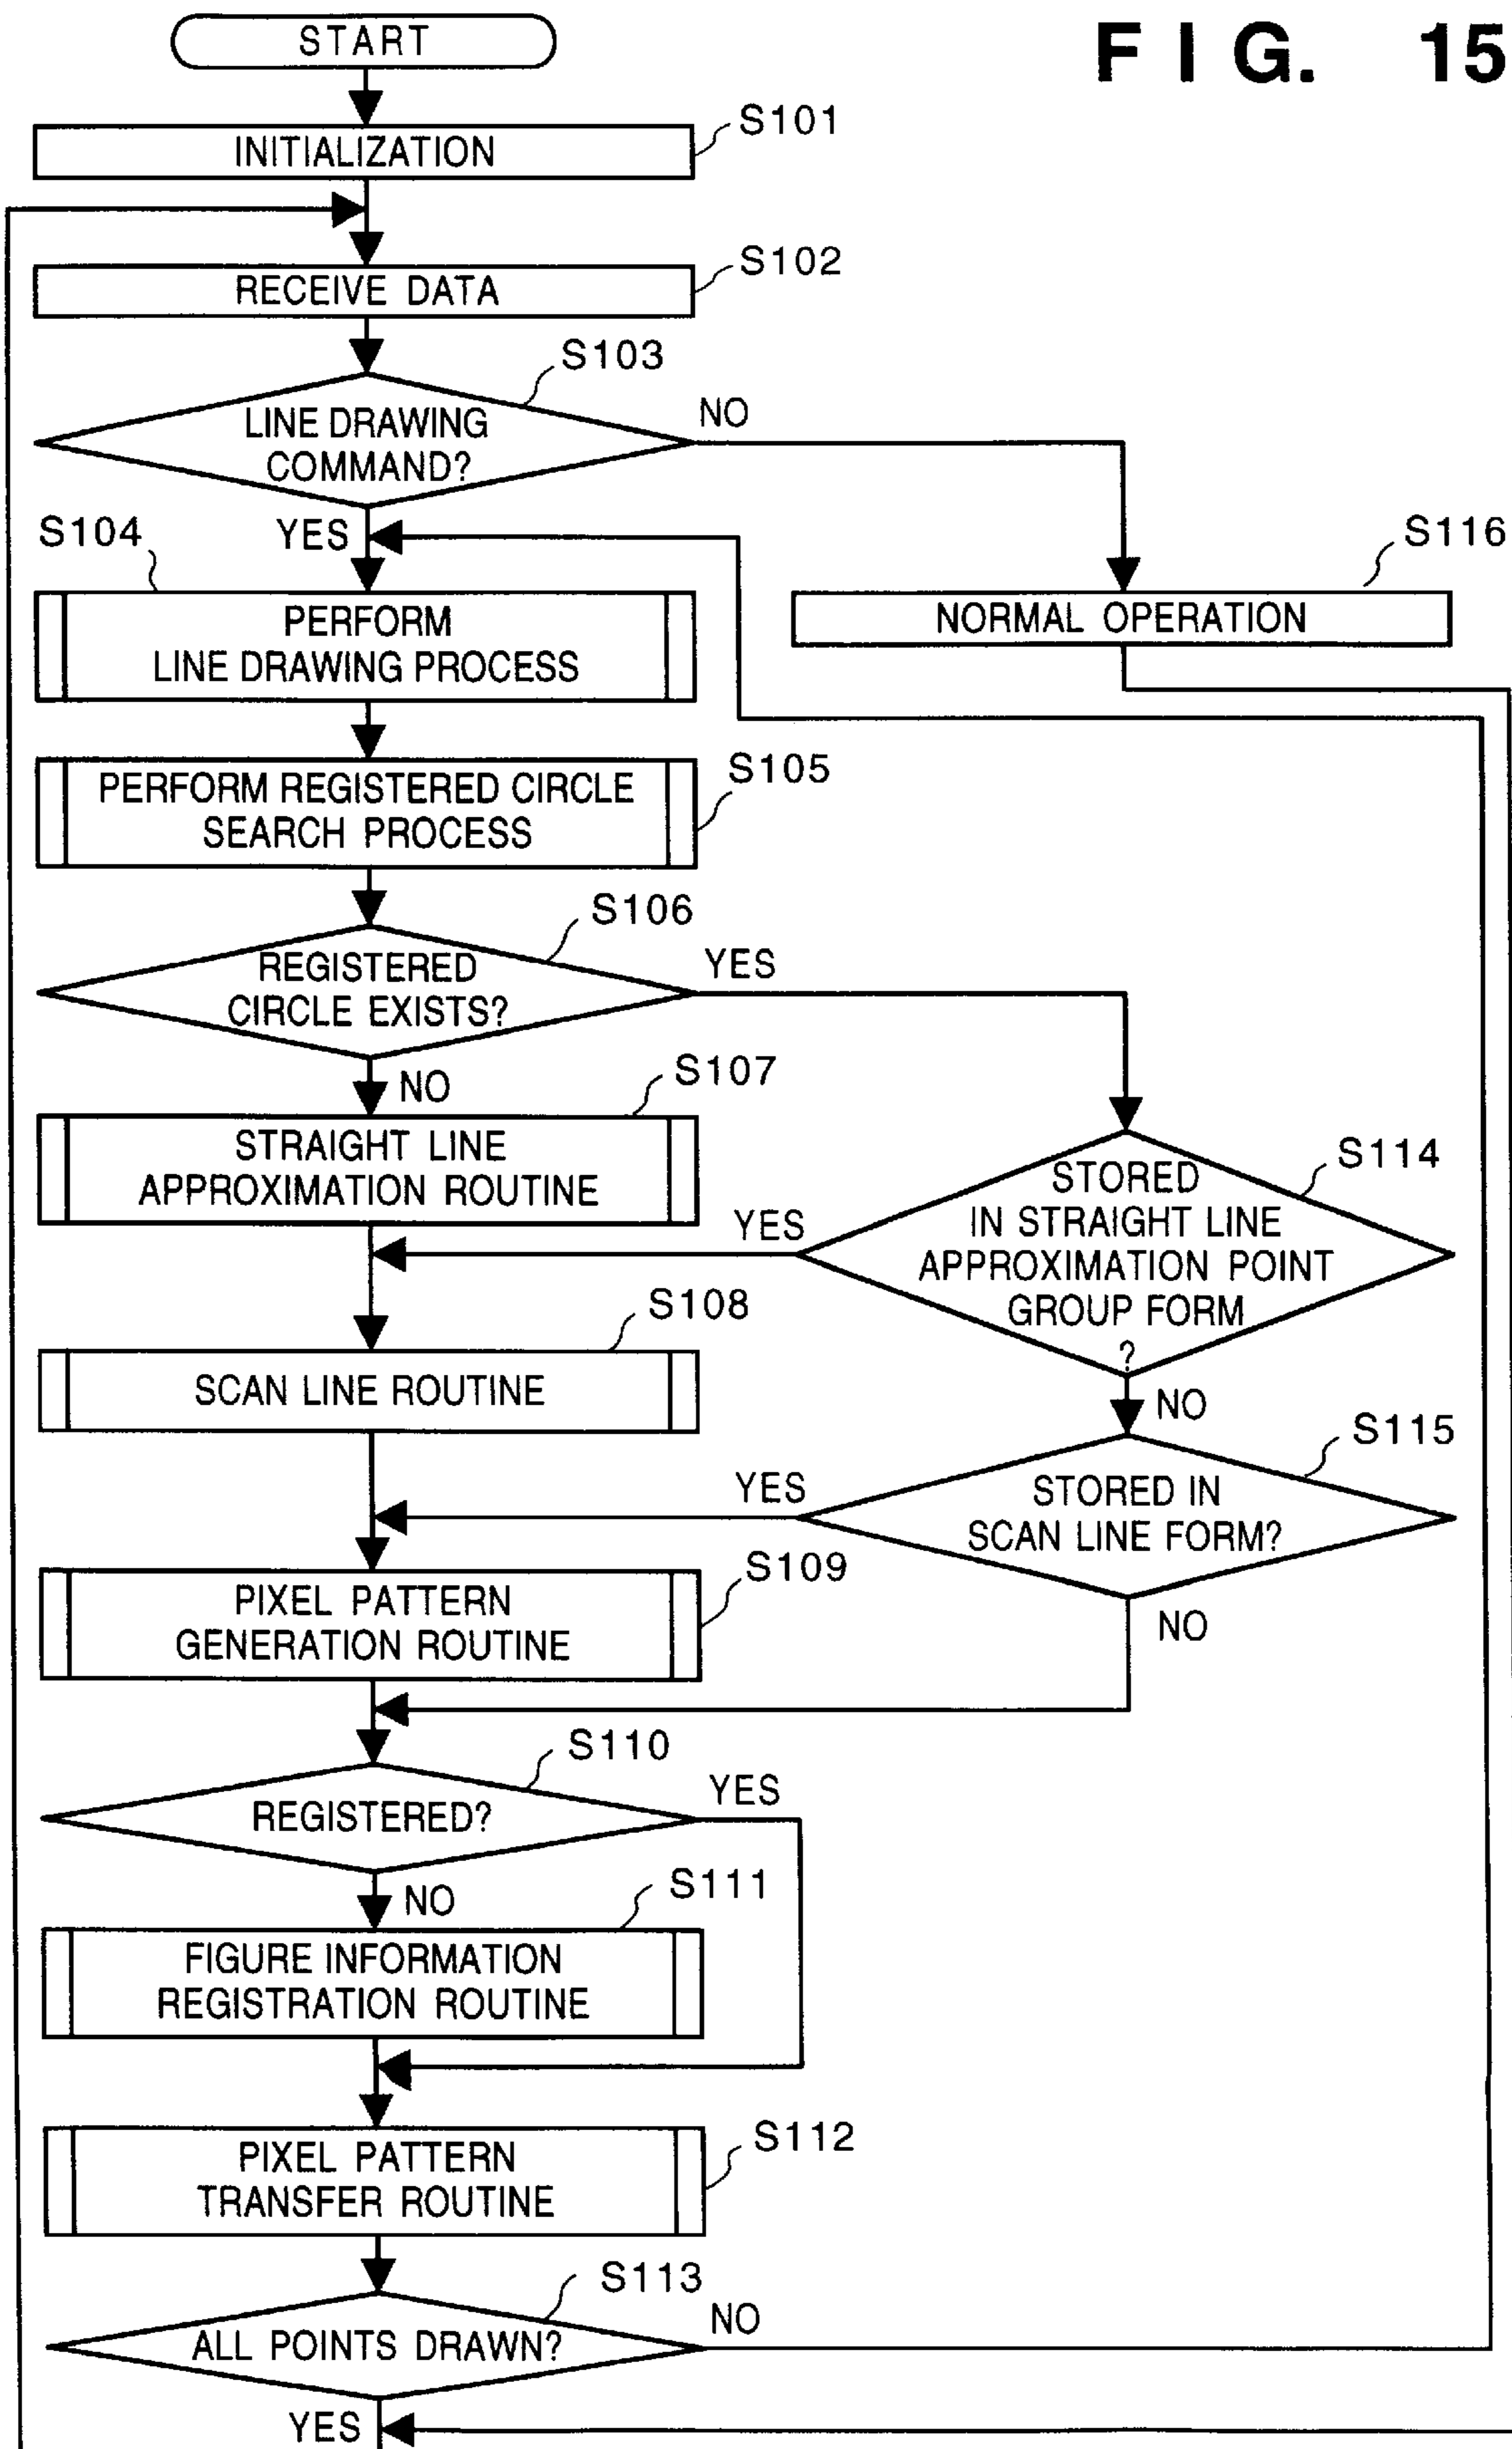 FIG. 15
START
S101
INITIALIZATION
S102
RECEIVE DATA
S103
LINE DRAWING
COMMAND?
NO
YES
S104
PERFORM
LINE DRAWING PROCESS
S116
NORMAL OPERATION
S105
PERFORM REGISTERED CIRCLE
SEARCH PROCESS
S106
REGISTERED
CIRCLE EXISTS?
YES
NO
S107
STRAIGHT LINE
APPROXIMATION ROUTINE
S114
STORED
IN STRAIGHT LINE
APPROXIMATION POINT
GROUP FORM
?
YES
NO
S108
SCAN LINE ROUTINE
S115
STORED IN
SCAN LINE FORM?
YES
NO
S109
PIXEL PATTERN
GENERATION ROUTINE
S110
REGISTERED?
YES
NO
S111
FIGURE INFORMATION
REGISTRATION ROUTINE
S112
PIXEL PATTERN
TRANSFER ROUTINE
S113
ALL POINTS DRAWN?
NO
YES